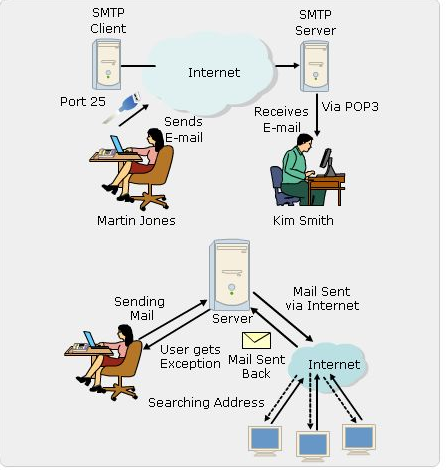 SMTP
Client
SMTP
Server
Internet
Port 25
Sends
E-mail
Receives
E-mail
Via POP3
Martin Jones
Kim Smith
Sending
Mail
Server
Mail Sent
via Internet
User gets
Exception
Mail Sent
Back
Internet
Searching Address